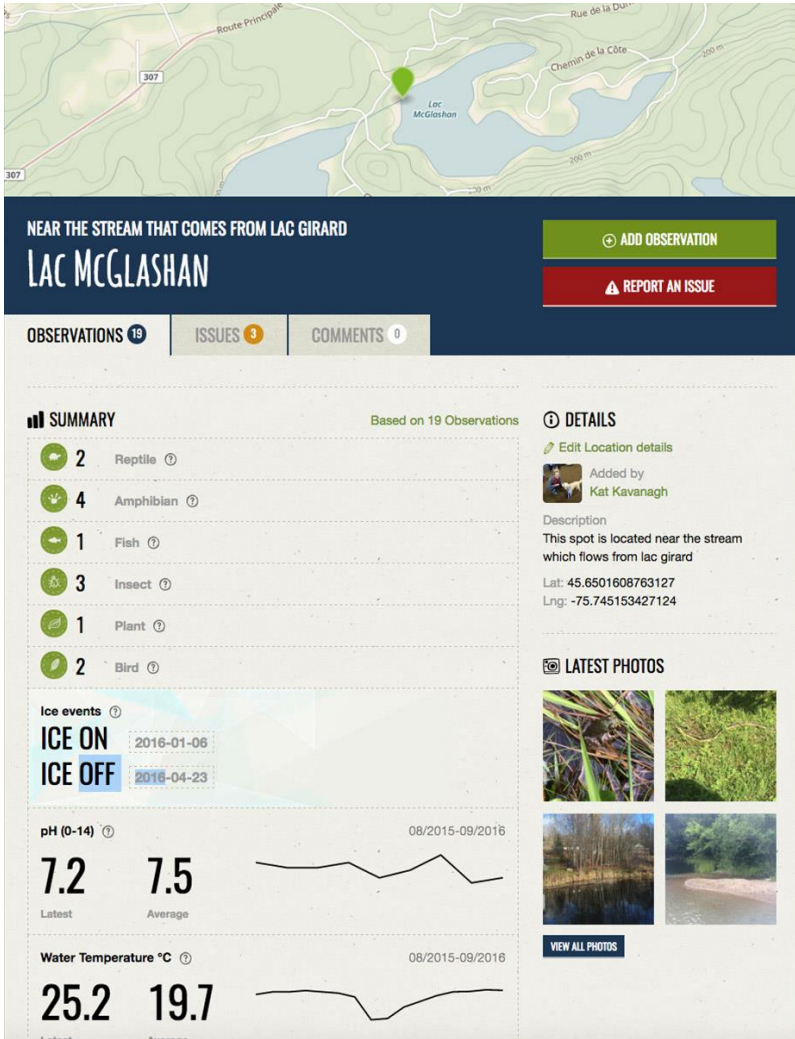 Route Principale
Rue de la
307
Chemin de la Côte
200 m
Lac
McGlashan
200 m
307
200 m
NEAR THE STREAM THAT COMES FROM LAC GIRARD
LAC MCGLASHAN
ADD OBSERVATION
REPORT AN ISSUE
OBSERVATIONS 19
ISSUES 3
COMMENTS 0
SUMMARY
Based on 19 Observations
2 Reptile ?
4 Amphibian ?
1 Fish ?
3 Insect ?
1 Plant ?
2 Bird ?
Ice events ?
ICE ON 2016-01-06
ICE OFF 2016-04-23
pH (0-14) ?
08/2015-09/2016
7.2 7.5
Latest Average
Water Temperature °C ?
08/2015-09/2016
25.2 19.7
Latest Average
DETAILS
Edit Location details
Added by
Kat Kavanagh
Description
This spot is located near the stream
which flows from lac girard
Lat: 45.6501608763127
Lng: -75.745153427124
LATEST PHOTOS
VIEW ALL PHOTOS